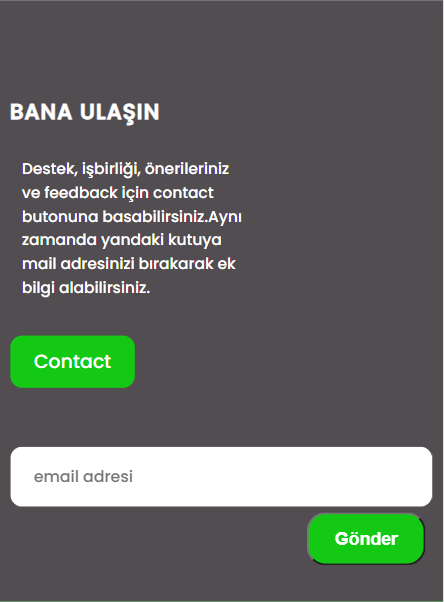 BANA ULAŞIN
Destek, işbirliği, önerileriniz
ve feedback için contact
butonuna basabilirsiniz.Aynı
zamanda yandaki kutuya
mail adresinizi bırakarak ek
bilgi alabilirsiniz.
Contact
email adresi
Gönder